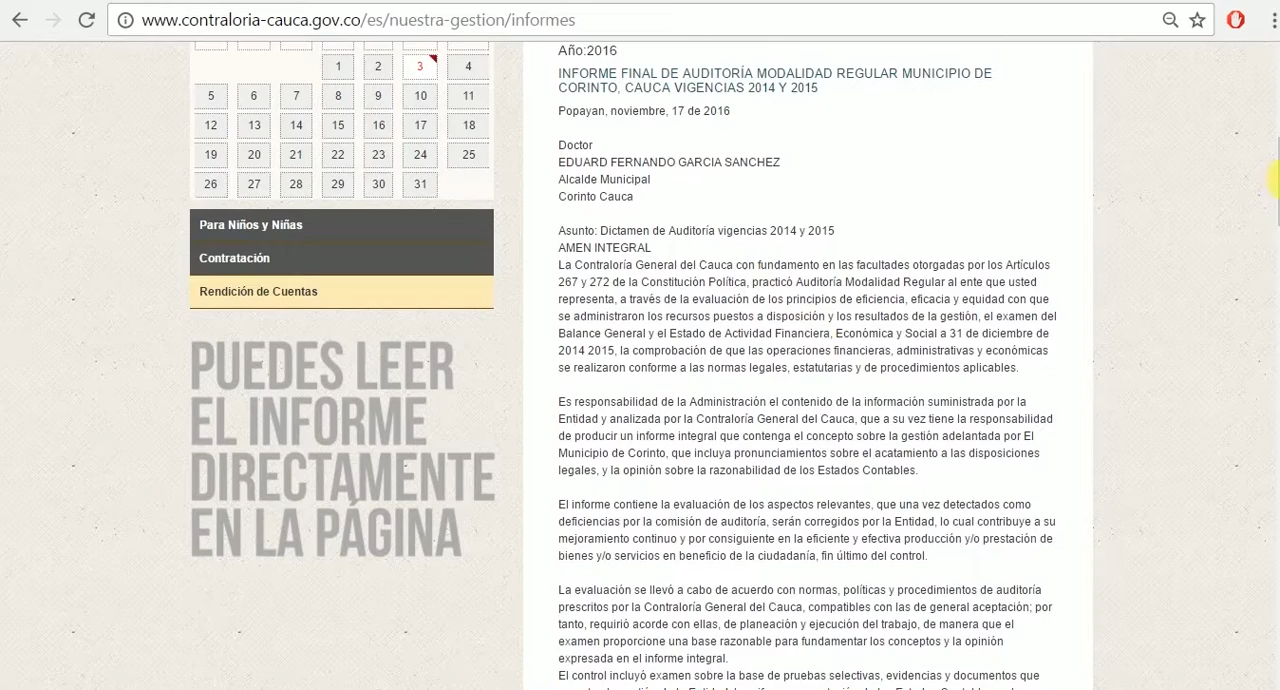 www.contraloria-cauca.gov.co/es/nuestra-gestion/informes
1 2 3 4
5 6 7 8 9 10 11
12 13 14 15 16 17 18
19 20 21 22 23 24 25
26 27 28 29 30 31
Para Niños y Niñas
Contratación
Rendición de Cuentas
PUEDES LEER
EL INFORME
DIRECTAMENTE
EN LA PÁGINA
Año:2016
INFORME FINAL DE AUDITORÍA MODALIDAD REGULAR MUNICIPIO DE
CORINTO, CAUCA VIGENCIAS 2014 Y 2015
Popayan, noviembre, 17 de 2016
Doctor
EDUARD FERNANDO GARCIA SANCHEZ
Alcalde Municipal
Corinto Cauca
Asunto: Dictamen de Auditoría vigencias 2014 y 2015
AMEN INTEGRAL
La Contraloría General del Cauca con fundamento en las facultades otorgadas por los Artículos
267 y 272 de la Constitución Política, practicó Auditoría Modalidad Regular al ente que usted
representa, a través de la evaluación de los principios de eficiencia, eficacia y equidad con que
se administraron los recursos puestos a disposición y los resultados de la gestión, el examen del
Balance General y el Estado de Actividad Financiera, Económica y Social a 31 de diciembre de
2014 2015, la comprobación de que las operaciones financieras, administrativas y económicas
se realizaron conforme a las normas legales, estatutarias y de procedimientos aplicables.
Es responsabilidad de la Administración el contenido de la información suministrada por la
Entidad y analizada por la Contraloría General del Cauca, que a su vez tiene la responsabilidad
de producir un informe integral que contenga el concepto sobre la gestión adelantada por El
Municipio de Corinto, que incluya pronunciamientos sobre el acatamiento a las disposiciones
legales, y la opinión sobre la razonabilidad de los Estados Contables.
El informe contiene la evaluación de los aspectos relevantes, que una vez detectados como
deficiencias por la comisión de auditoría, serán corregidos por la Entidad, lo cual contribuye a su
mejoramiento continuo y por consiguiente en la eficiente y efectiva producción y/o prestación de
bienes y/o servicios en beneficio de la ciudadanía, fin último del control.
La evaluación se llevó a cabo de acuerdo con normas, políticas y procedimientos de auditoría
prescritos por la Contraloría General del Cauca, compatibles con las de general aceptación; por
tanto, requirió acorde con ellas, de planeación y ejecución del trabajo, de manera que el
examen proporcione una base razonable para fundamentar los conceptos y la opinión
expresada en el informe integral.
El control incluyó examen sobre la base de pruebas selectivas, evidencias y documentos que